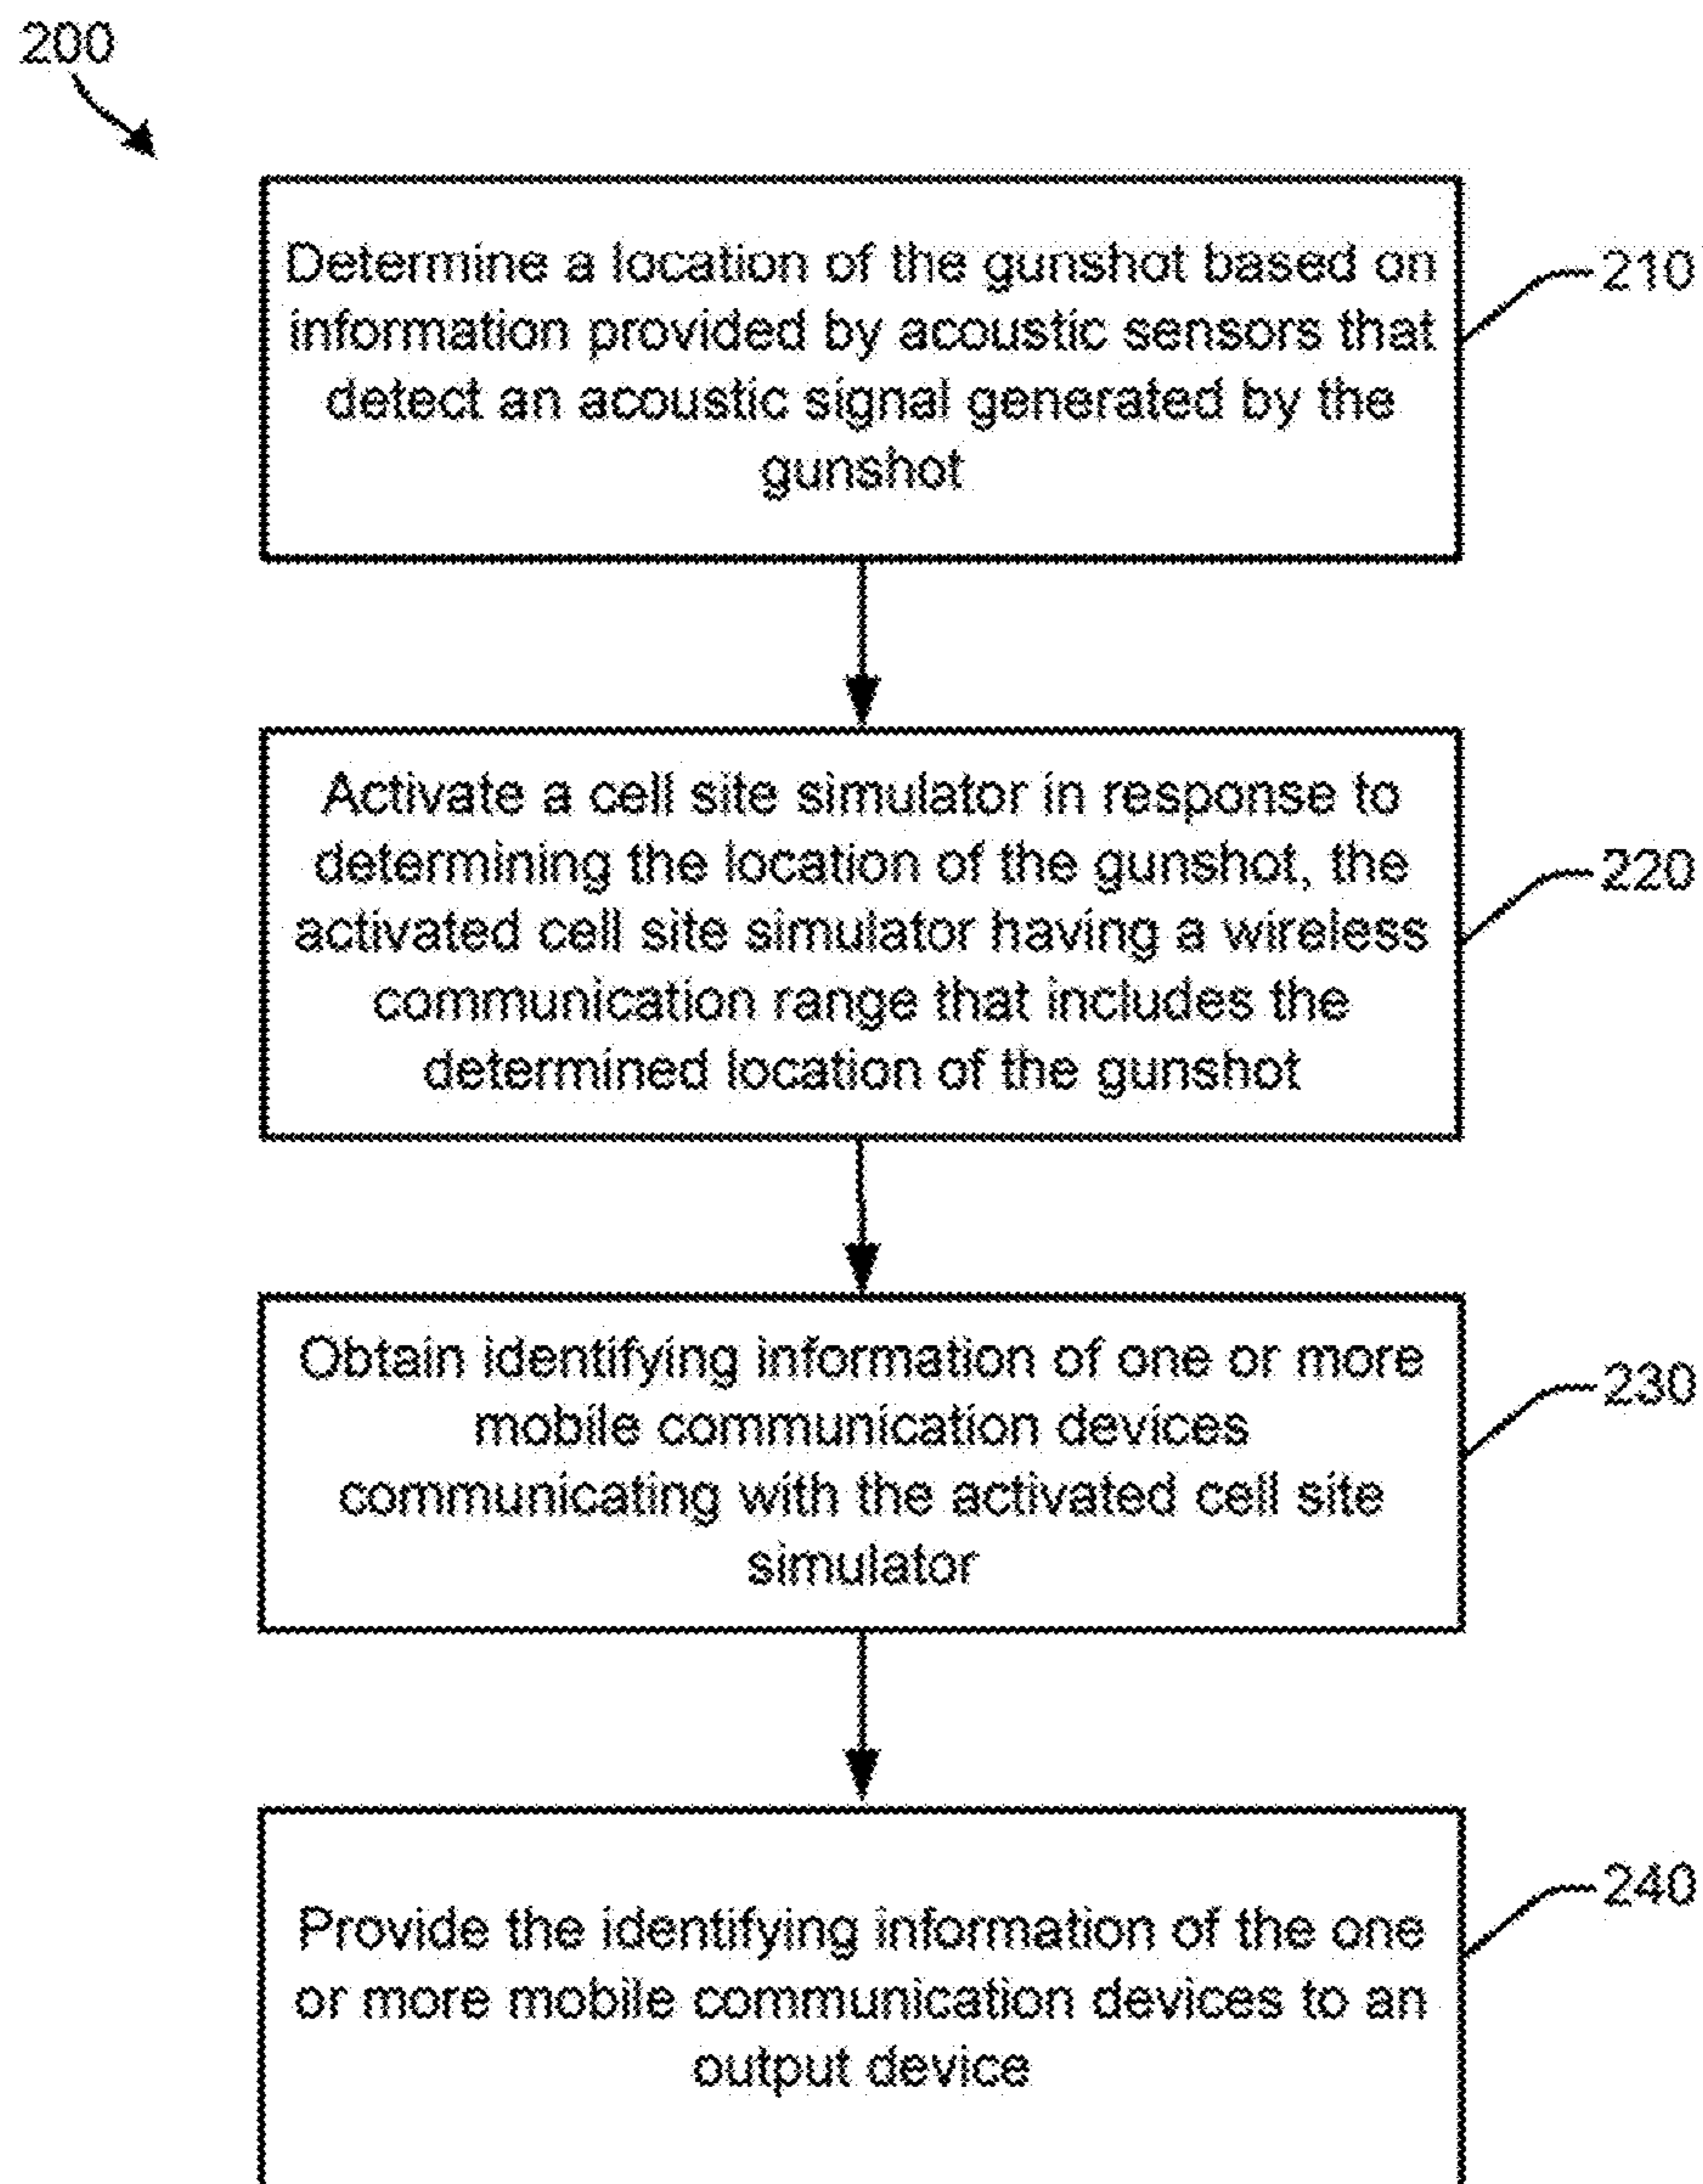 200
Determine a location of the gunshot based on
information provided by acoustic sensors that
detect an acoustic signal generated by the
gunshot
210
Activate a cell site simulator in response to
determining the location of the gunshot, the
activated cell site simulator having a wireless
communication range that includes the
determined location of the gunshot
220
Obtain identifying information of one or more
mobile communication devices
communicating with the activated cell site
simulator
230
Provide the identifying information of the one
or more mobile communication devices to an
output device
240